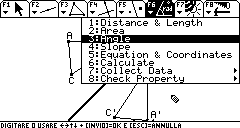 F1 F2 F3 F4 F5 F6 F7 F8
1:Distance & Length
2:Area
3:Angle
4:Slope
5:Equation & Coordinates
6:Calculate
7:Collect Data
8:Check Property
A
C
C' A'
DIGITARE O USARE ←→↑↓ + [INVIO]=OK E [ESC]=ANNULLA